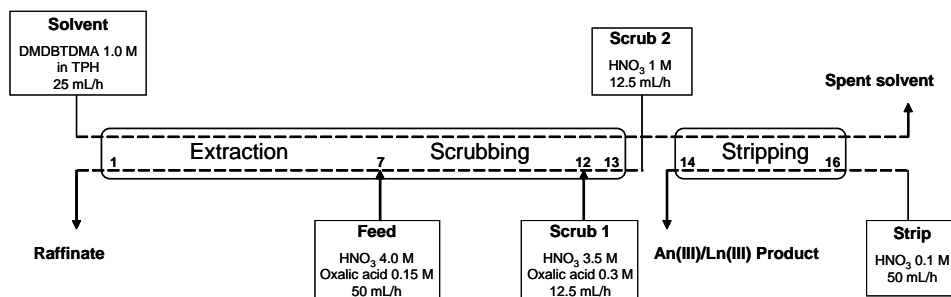 Solvent
DMDBTDMA 1.0 M
in TPH
25 mL/h
Scrub 2
HNO₃ 1 M
12.5 mL/h
Spent solvent
Extraction
Scrubbing
Stripping
1
7
12
13
14
16
Raffinate
Feed
HNO₃ 4.0 M
Oxalic acid 0.15 M
50 mL/h
Scrub 1
HNO₃ 3.5 M
Oxalic acid 0.3 M
12.5 mL/h
An(III)/Ln(III) Product
Strip
HNO₃ 0.1 M
50 mL/h